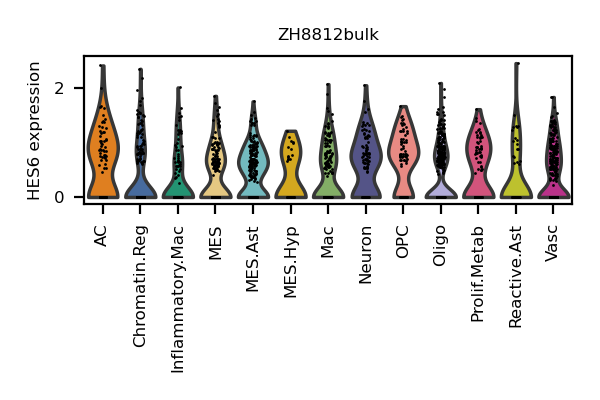 ZH8812bulk
HES6 expression
2
0
AC
Chromatin.Reg
Inflammatory.Mac
MES
MES.Ast
MES.Hyp
Mac
Neuron
OPC
Oligo
Prolif.Metab
Reactive.Ast
Vasc